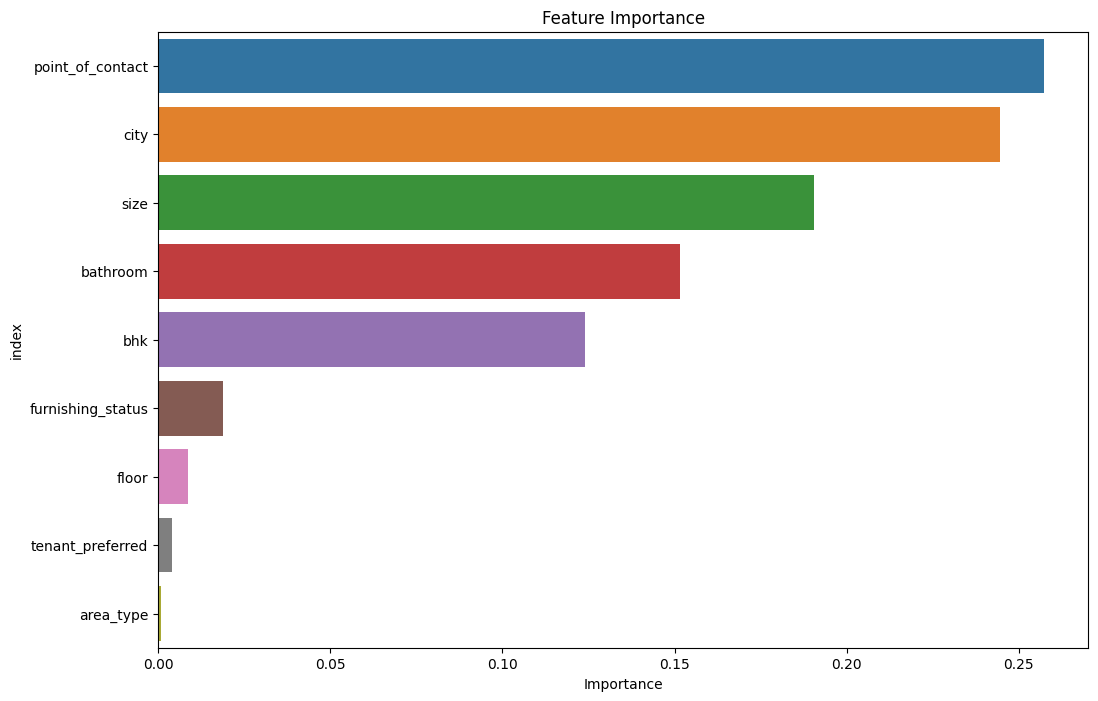 Feature Importance
point_of_contact
city
size
bathroom
bhk
furnishing_status
floor
tenant_preferred
area_type
index
0.00 0.05 0.10 0.15 0.20 0.25
Importance